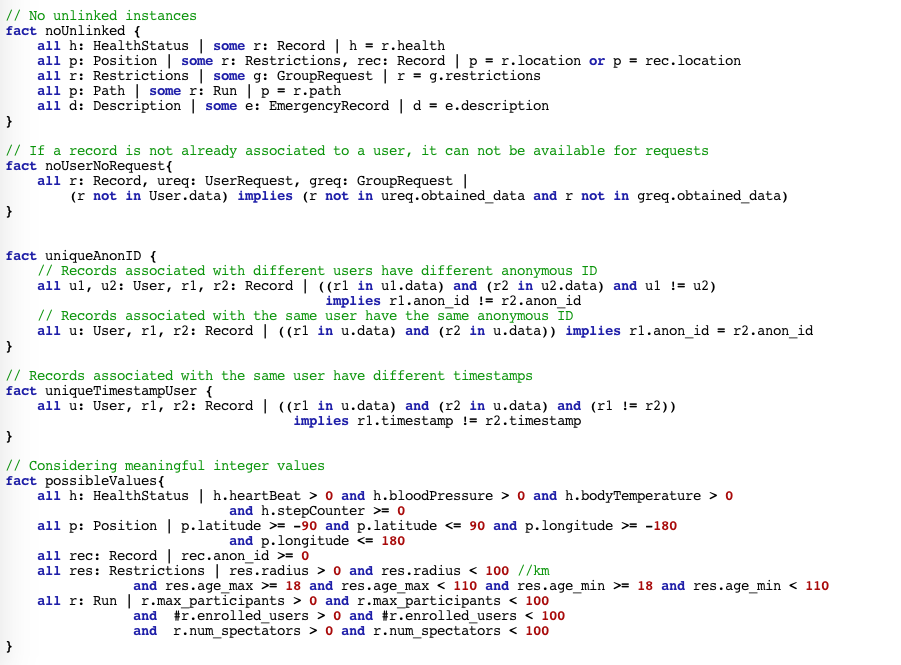 // No unlinked instances
fact noUnlinked {
    all h: HealthStatus | some r: Record | h = r.health
    all p: Position | some r: Restrictions, rec: Record | p = r.location or p = rec.location
    all r: Restrictions | some g: GroupRequest | r = g.restrictions
    all p: Path | some r: Run | p = r.path
    all d: Description | some e: EmergencyRecord | d = e.description
}

// If a record is not already associated to a user, it can not be available for requests
fact noUserNoRequest{
    all r: Record, ureq: UserRequest, greq: GroupRequest |
        (r not in User.data) implies (r not in ureq.obtained_data and r not in greq.obtained_data)
}

fact uniqueAnonID {
    // Records associated with different users have different anonymous ID
    all u1, u2: User, r1, r2: Record | ((r1 in u1.data) and (r2 in u2.data) and u1 != u2)
                                        implies r1.anon_id != r2.anon_id
    // Records associated with the same user have the same anonymous ID
    all u: User, r1, r2: Record | ((r1 in u.data) and (r2 in u.data)) implies r1.anon_id = r2.anon_id
}

// Records associated with the same user have different timestamps
fact uniqueTimestampUser {
    all u: User, r1, r2: Record | ((r1 in u.data) and (r2 in u.data) and (r1 != r2))
                                    implies r1.timestamp != r2.timestamp
}

// Considering meaningful integer values
fact possibleValues{
    all h: HealthStatus | h.heartBeat > 0 and h.bloodPressure > 0 and h.bodyTemperature > 0
                            and h.stepCounter >= 0
    all p: Position | p.latitude >= -90 and p.latitude <= 90 and p.longitude >= -180
                            and p.longitude <= 180
    all rec: Record | rec.anon_id >= 0
    all res: Restrictions | res.radius > 0 and res.radius < 100 //km
                and res.age_max >= 18 and res.age_max < 110 and res.age_min >= 18 and res.age_min < 110
    all r: Run | r.max_participants > 0 and r.max_participants < 100
                and  #r.enrolled_users > 0 and #r.enrolled_users < 100
                and  r.num_spectators > 0 and r.num_spectators < 100
}